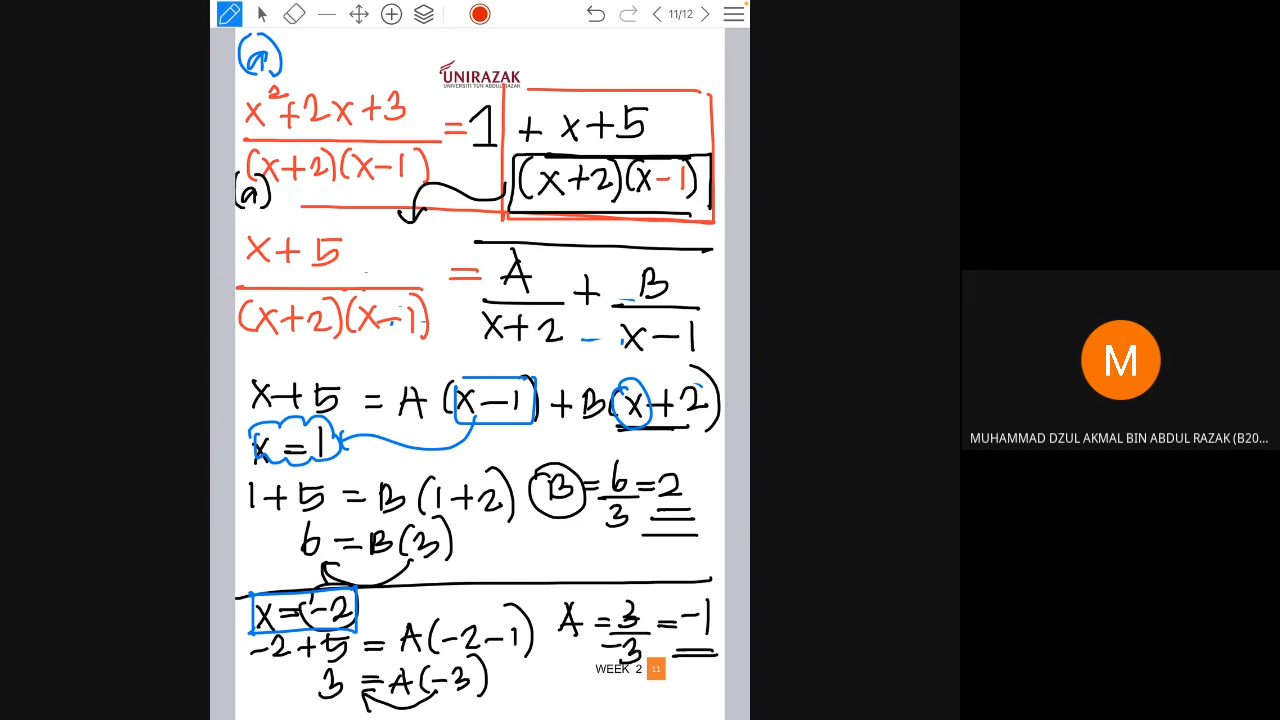 11/12
(a)
UNIRAZAK
UNIVERSITI TUN ABDUL RAZAK
x²+2x+3 / (x+2)(x-1) = 1 + x+5 / (x+2)(x-1)
(a)
x+5 / (x+2)(x-1) = A / x+2 + B / x-1
x+5 = A(x-1) + B(x+2)
x = 1
1+5 = B(1+2) B = 6/3 = 2
6 = B(3)
x = (-2
-2+5 = A(-2-1) A = 3/-3 = -1
3 = A(-3)
WEEK 2 11
M
MUHAMMAD DZUL AKMAL BIN ABDUL RAZAK (B20...